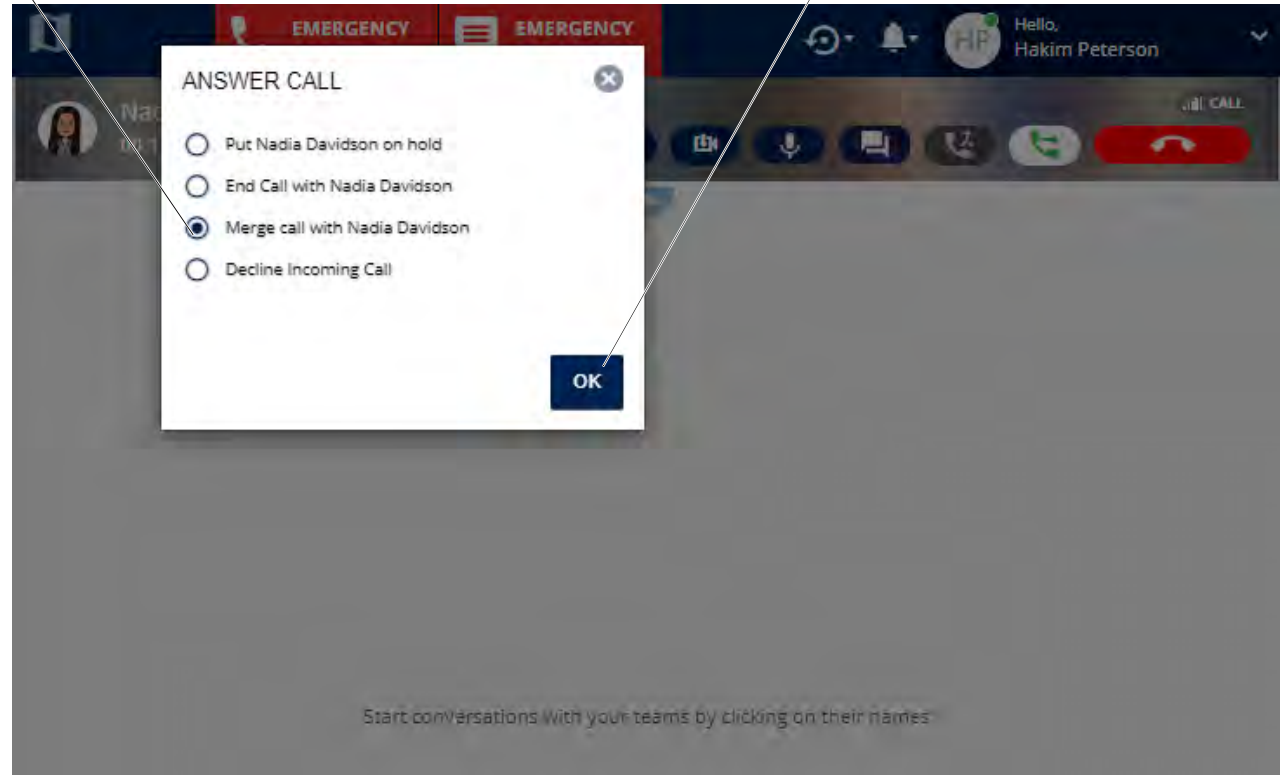 EMERGENCY
EMERGENCY
HP
Hello,
Hakim Peterson
ANSWER CALL
Nad
CALL
Put Nadia Davidson on hold
End Call with Nadia Davidson
Merge call with Nadia Davidson
Decline Incoming Call
OK
Start conversations with your teams by clicking on their names